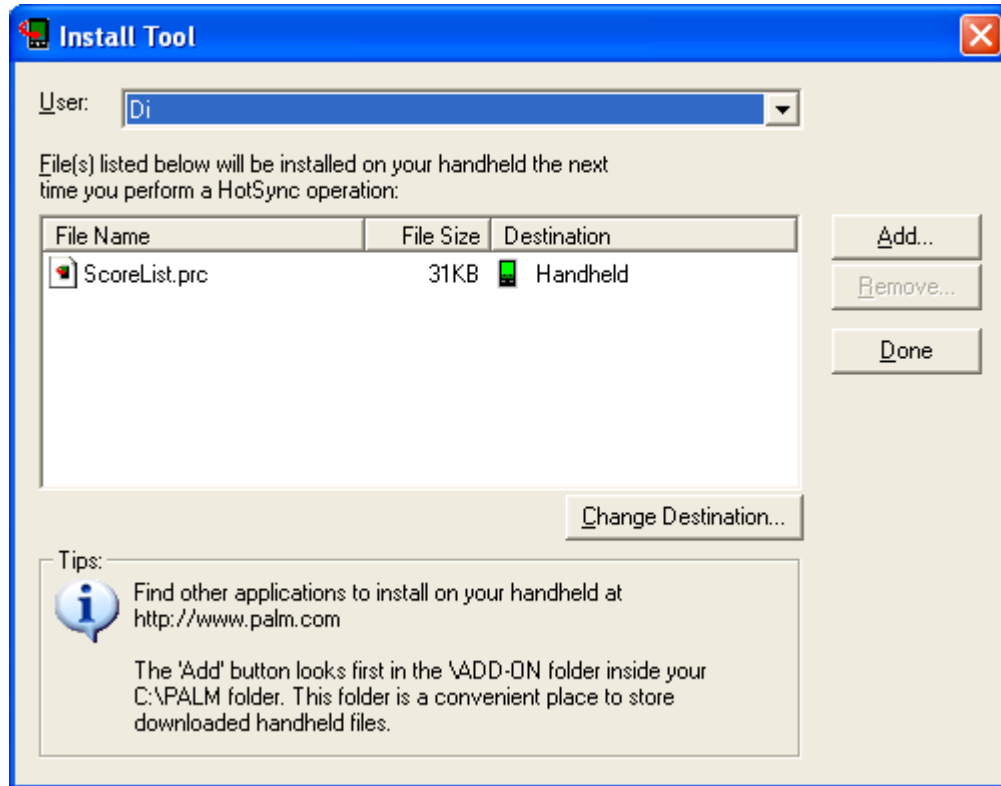 Install Tool
User: Di
File(s) listed below will be installed on your handheld the next
time you perform a HotSync operation:
File Name File Size Destination
ScoreList.prc 31KB Handheld
Add...
Remove...
Done
Change Destination...
Tips:
Find other applications to install on your handheld at
http://www.palm.com
The 'Add' button looks first in the \ADD-ON folder inside your
C:\PALM folder. This folder is a convenient place to store
downloaded handheld files.